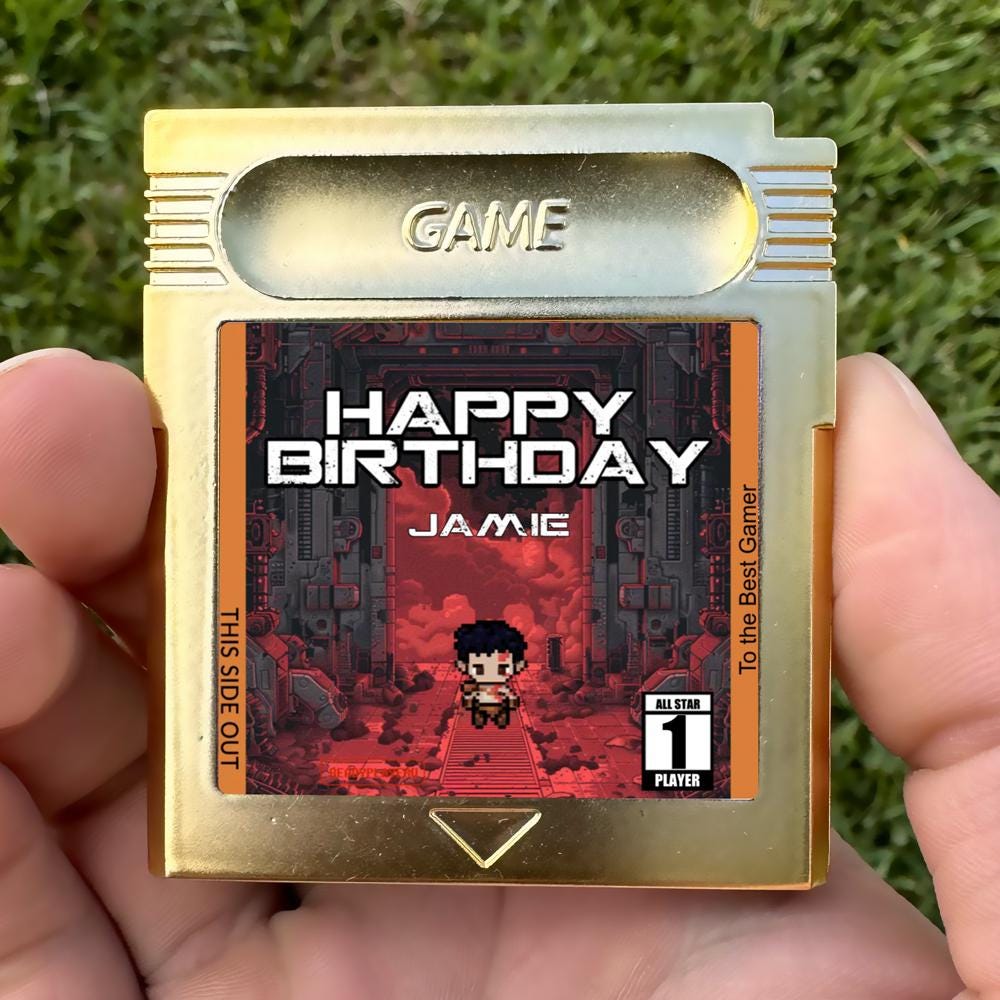 GAME
HAPPY
BIRTHDAY
JAMIE
THIS SIDE OUT
To the Best Gamer
ALL STAR
1
PLAYER